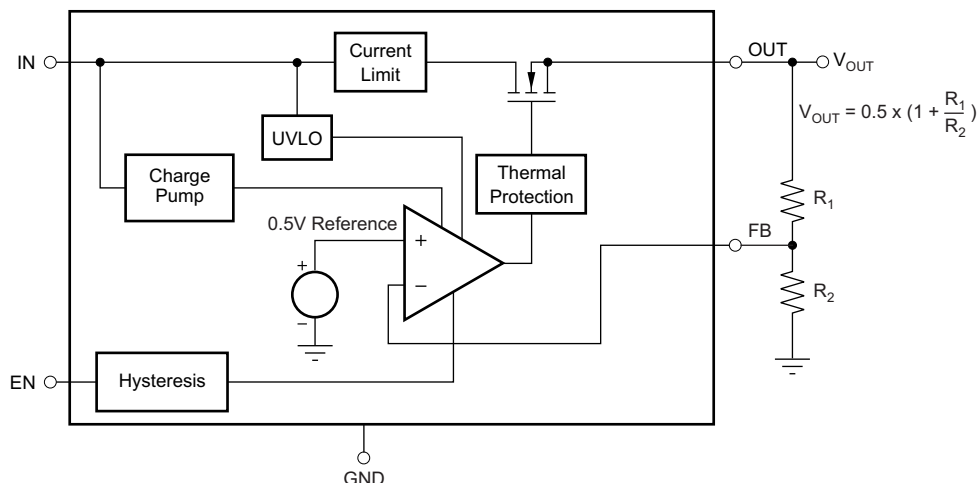 IN
Current
Limit
OUT
V_OUT
V_OUT = 0.5 x (1 + R_1/R_2)
UVLO
Charge
Pump
Thermal
Protection
0.5V Reference
+
−
+
−
R_1
FB
R_2
EN
Hysteresis
GND